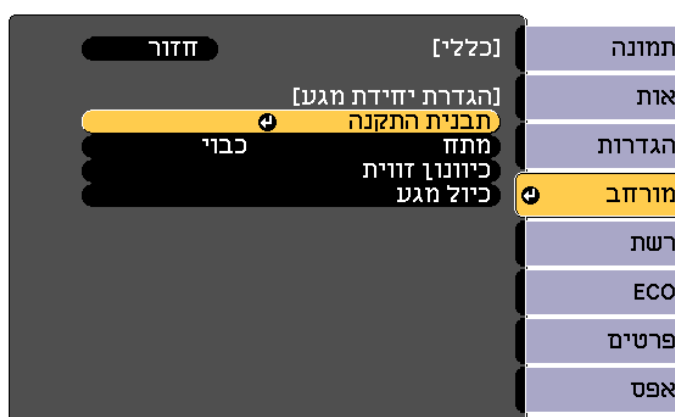 תמונה
אות
הגדרות
מורחב
רשת
ECO
פרטים
אפס
[כללי] חזור
[הגדרת יחידת מגע]
תבנית התקנה
מתח כבוי
כיוונון זווית
כיול מגע